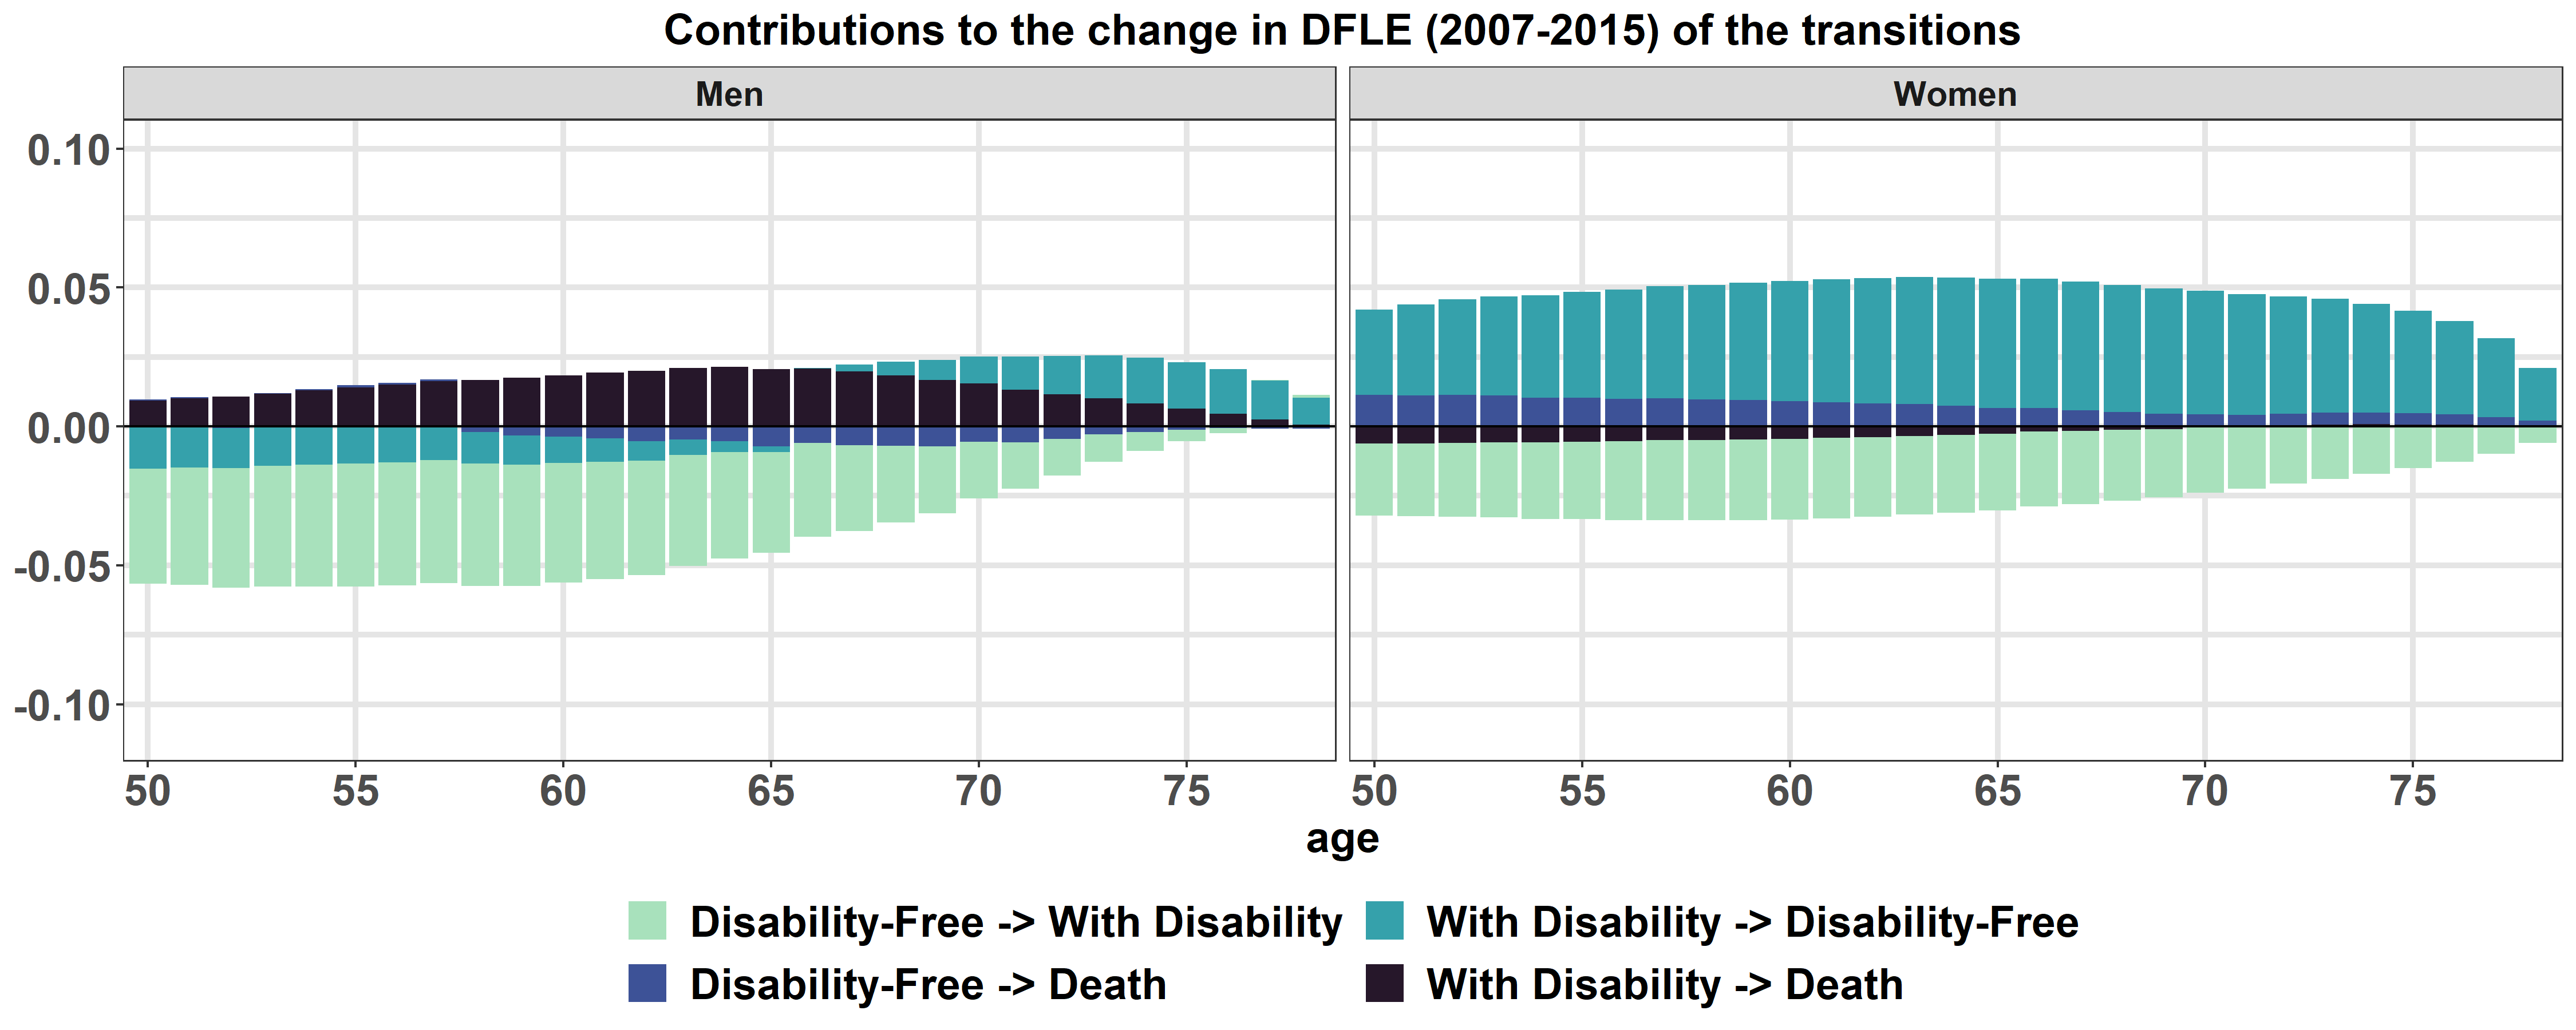 Contributions to the change in DFLE (2007-2015) of the transitions
Men
Women
0.10
0.05
0.00
-0.05
-0.10
50 55 60 65 70 75
50 55 60 65 70 75
age
Disability-Free -> With Disability
With Disability -> Disability-Free
Disability-Free -> Death
With Disability -> Death